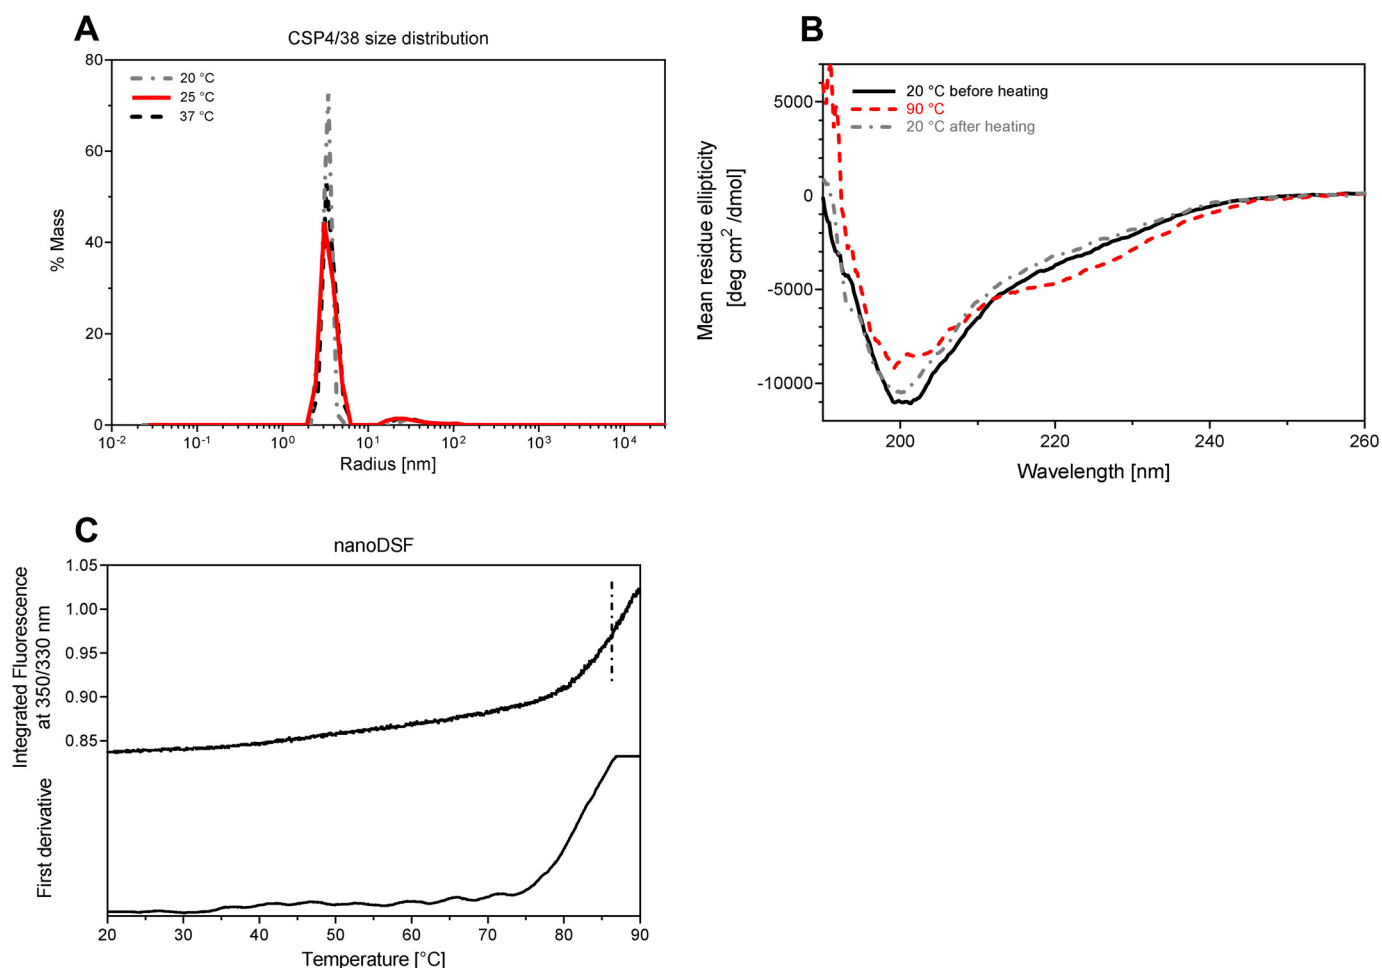 A
CSP4/38 size distribution
20 °C
25 °C
37 °C
80
60
40
20
0
% Mass
10-2
10-1
100
101
102
103
104
Radius [nm]
B
20 °C before heating
90 °C
20 °C after heating
5000
0
-5000
-10000
Mean residue ellipticity
[deg cm2 /dmol]
200
220
240
260
Wavelength [nm]
C
nanoDSF
1.05
1.00
0.95
0.90
0.85
Integrated Fluorescence
at 350/330 nm
First derivative
20
30
40
50
60
70
80
90
Temperature [°C]